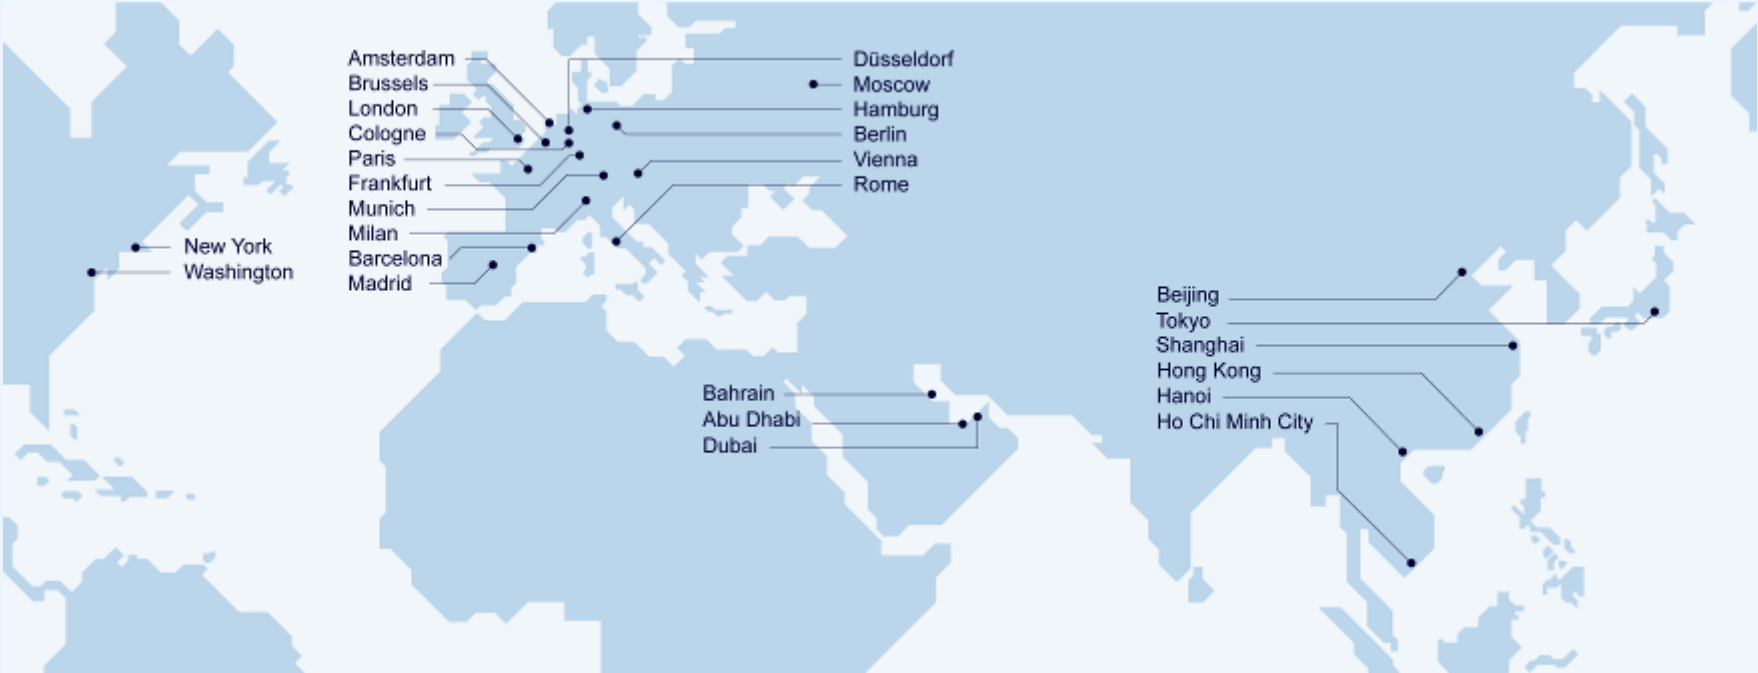 New York
Washington
Amsterdam
Brussels
London
Cologne
Paris
Frankfurt
Munich
Milan
Barcelona
Madrid
Düsseldorf
Moscow
Hamburg
Berlin
Vienna
Rome
Bahrain
Abu Dhabi
Dubai
Beijing
Tokyo
Shanghai
Hong Kong
Hanoi
Ho Chi Minh City